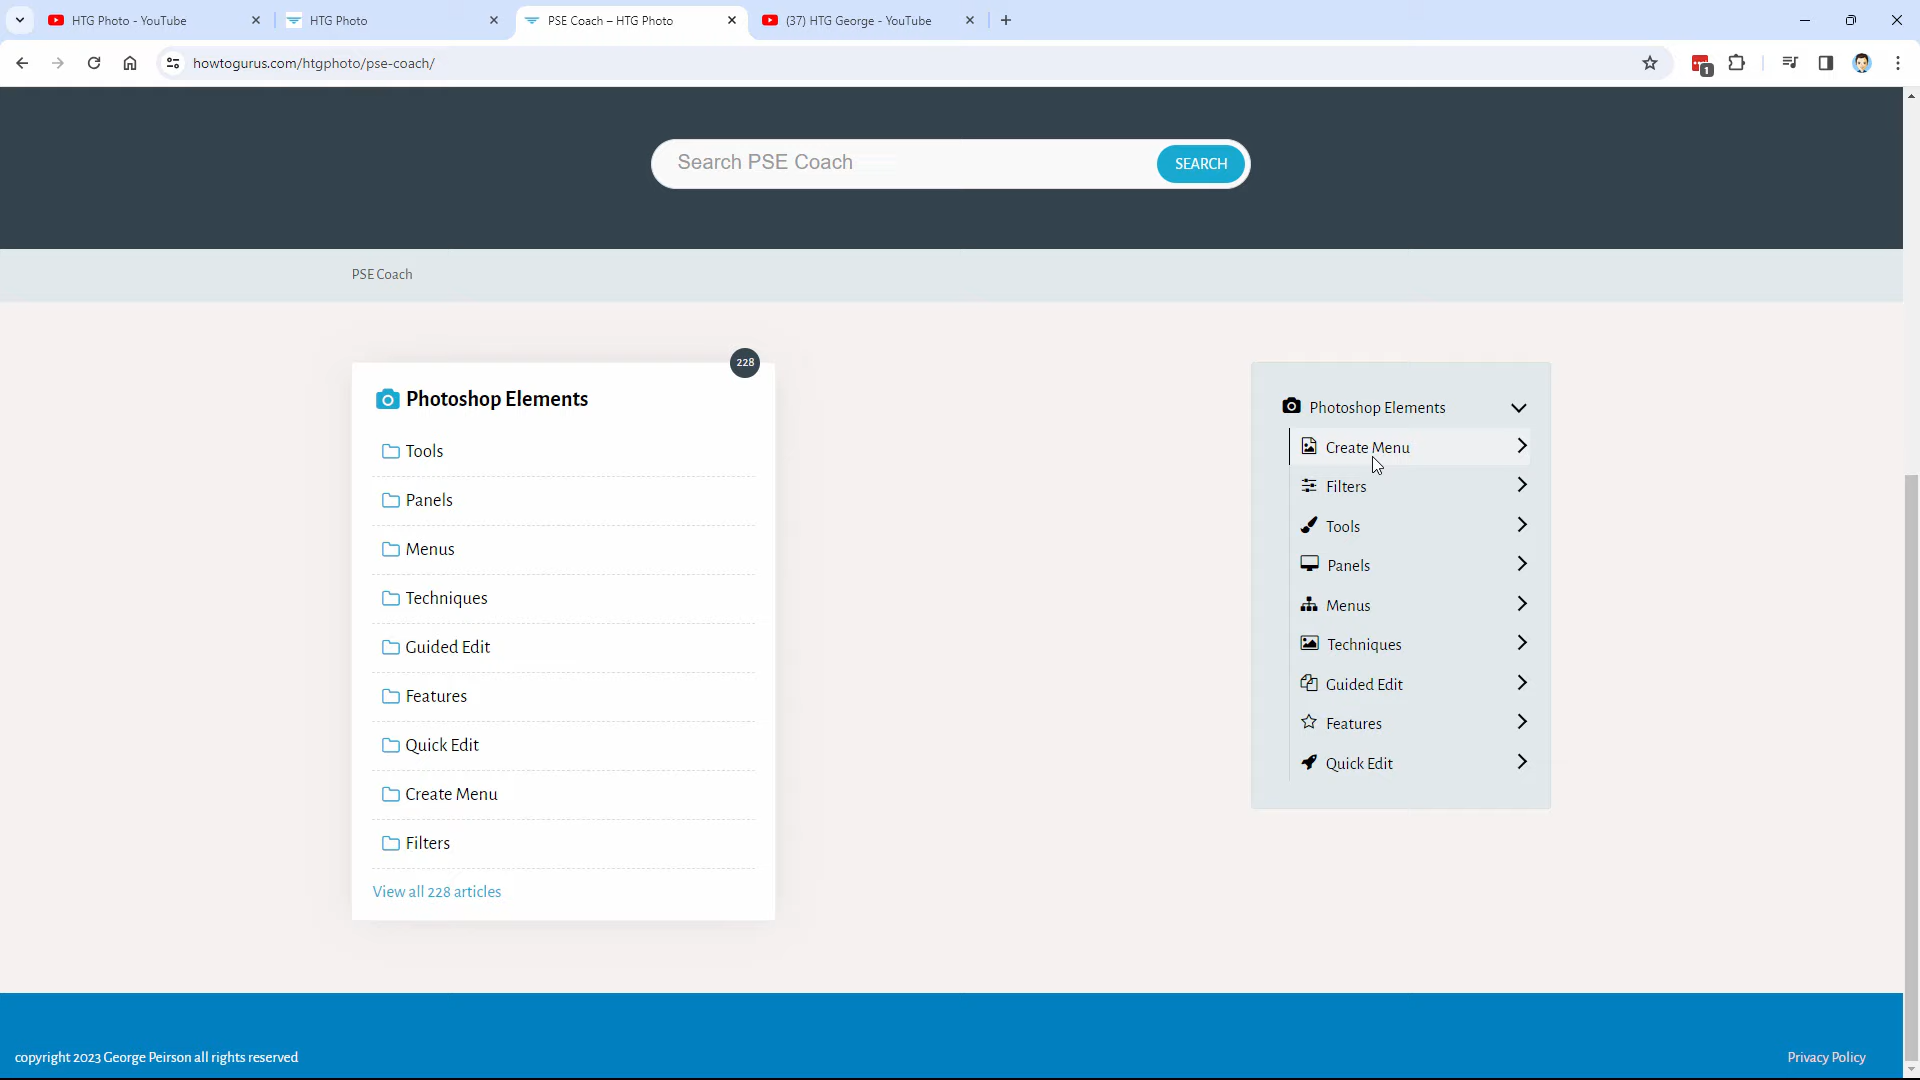 HTG Photo - YouTube
HTG Photo
PSE Coach – HTG Photo
(37) HTG George - YouTube
howtogurus.com/htgphoto/pse-coach/
1
Search PSE Coach
SEARCH
PSE Coach
228
Photoshop Elements
Tools
Panels
Menus
Techniques
Guided Edit
Features
Quick Edit
Create Menu
Filters
View all 228 articles
Photoshop Elements
Create Menu
Filters
Tools
Panels
Menus
Techniques
Guided Edit
Features
Quick Edit
copyright 2023 George Peirson all rights reserved
Privacy Policy